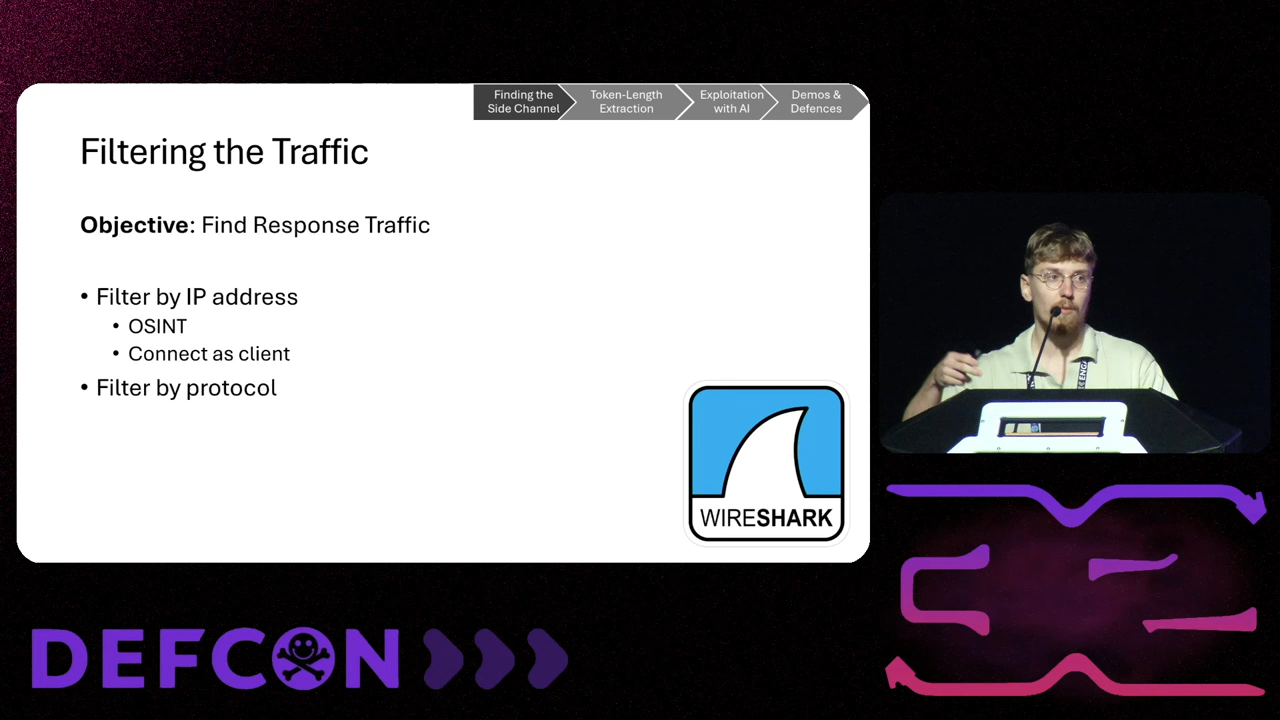 Finding the
Side Channel
Token-Length
Extraction
Exploitation
with AI
Demos &
Defences
Filtering the Traffic
Objective: Find Response Traffic
• Filter by IP address
• OSINT
• Connect as client
• Filter by protocol
WIRESHARK
DEFCON